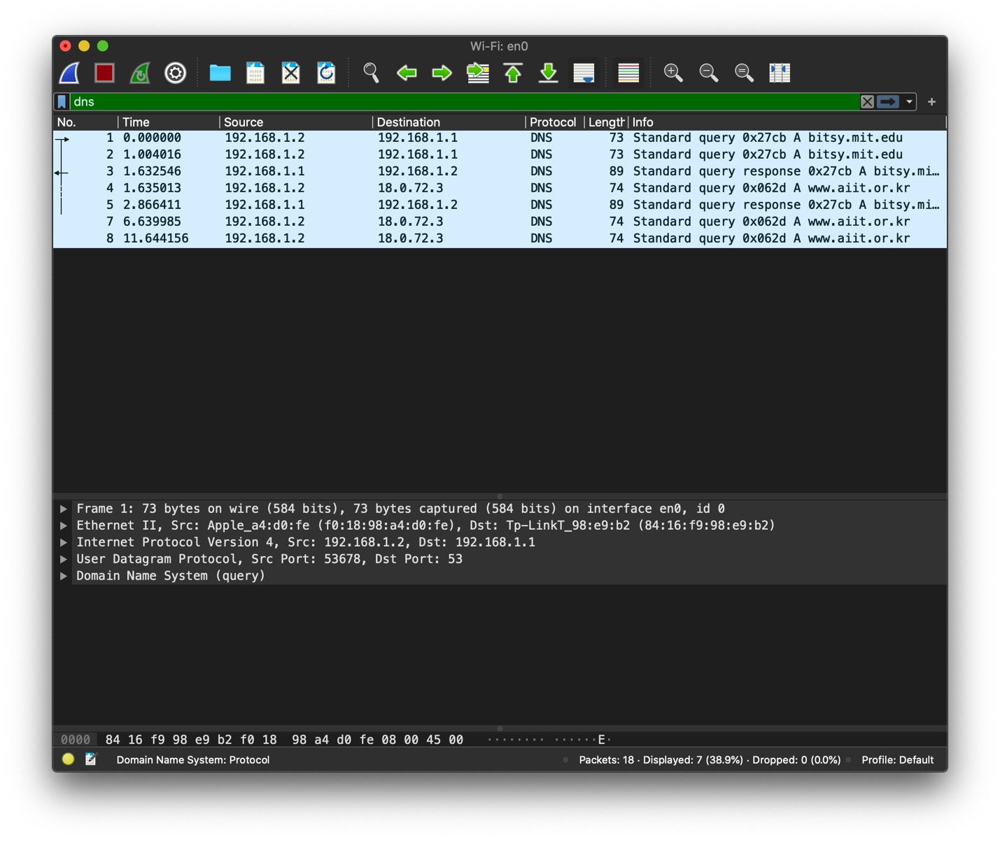 Wi-Fi: en0
dns
No. Time Source Destination Protocol Length Info
1 0.000000 192.168.1.2 192.168.1.1 DNS 73 Standard query 0x27cb A bitsy.mit.edu
2 1.004016 192.168.1.2 192.168.1.1 DNS 73 Standard query 0x27cb A bitsy.mit.edu
3 1.632546 192.168.1.1 192.168.1.2 DNS 89 Standard query response 0x27cb A bitsy.mi…
4 1.635013 192.168.1.2 18.0.72.3 DNS 74 Standard query 0x062d A www.aiit.or.kr
5 2.866411 192.168.1.1 192.168.1.2 DNS 89 Standard query response 0x27cb A bitsy.mi…
7 6.639985 192.168.1.2 18.0.72.3 DNS 74 Standard query 0x062d A www.aiit.or.kr
8 11.644156 192.168.1.2 18.0.72.3 DNS 74 Standard query 0x062d A www.aiit.or.kr
Frame 1: 73 bytes on wire (584 bits), 73 bytes captured (584 bits) on interface en0, id 0
Ethernet II, Src: Apple_a4:d0:fe (f0:18:98:a4:d0:fe), Dst: Tp-LinkT_98:e9:b2 (84:16:f9:98:e9:b2)
Internet Protocol Version 4, Src: 192.168.1.2, Dst: 192.168.1.1
User Datagram Protocol, Src Port: 53678, Dst Port: 53
Domain Name System (query)
0000 84 16 f9 98 e9 b2 f0 18 98 a4 d0 fe 08 00 45 00 ········ ······E·
Domain Name System: Protocol Packets: 18 · Displayed: 7 (38.9%) · Dropped: 0 (0.0%) Profile: Default